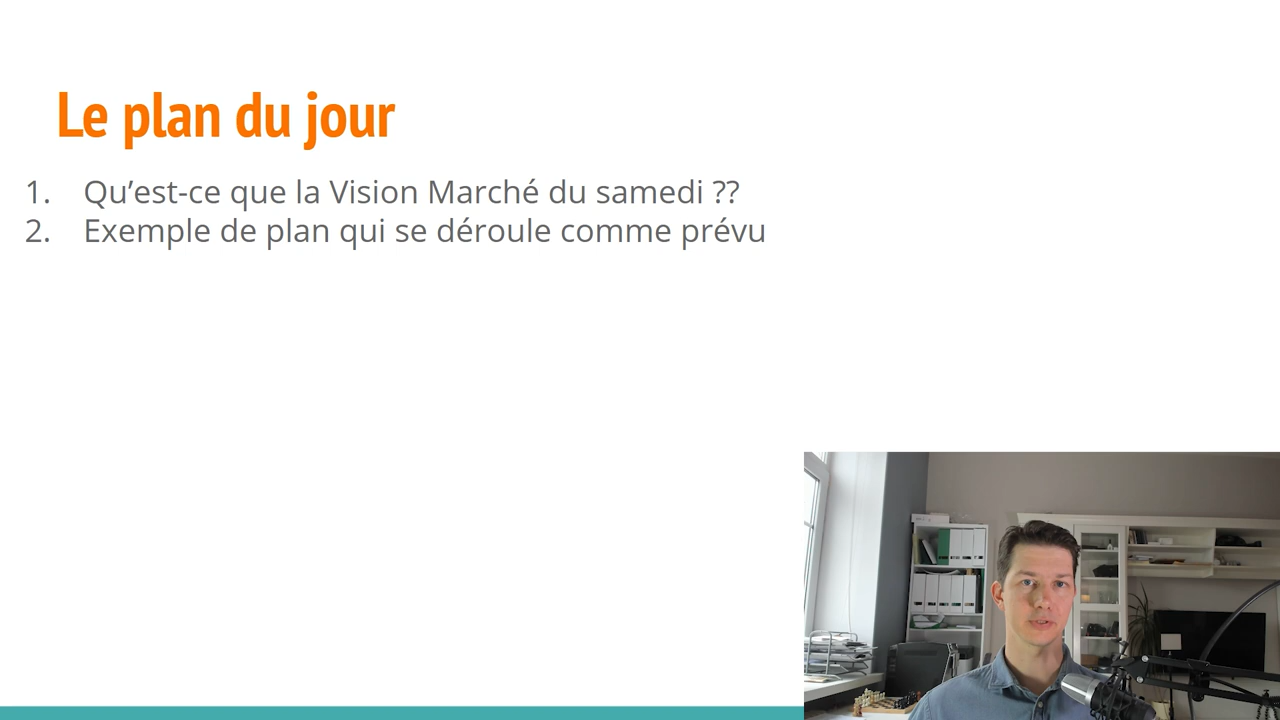 Le plan du jour
1. Qu’est-ce que la Vision Marché du samedi ??
2. Exemple de plan qui se déroule comme prévu